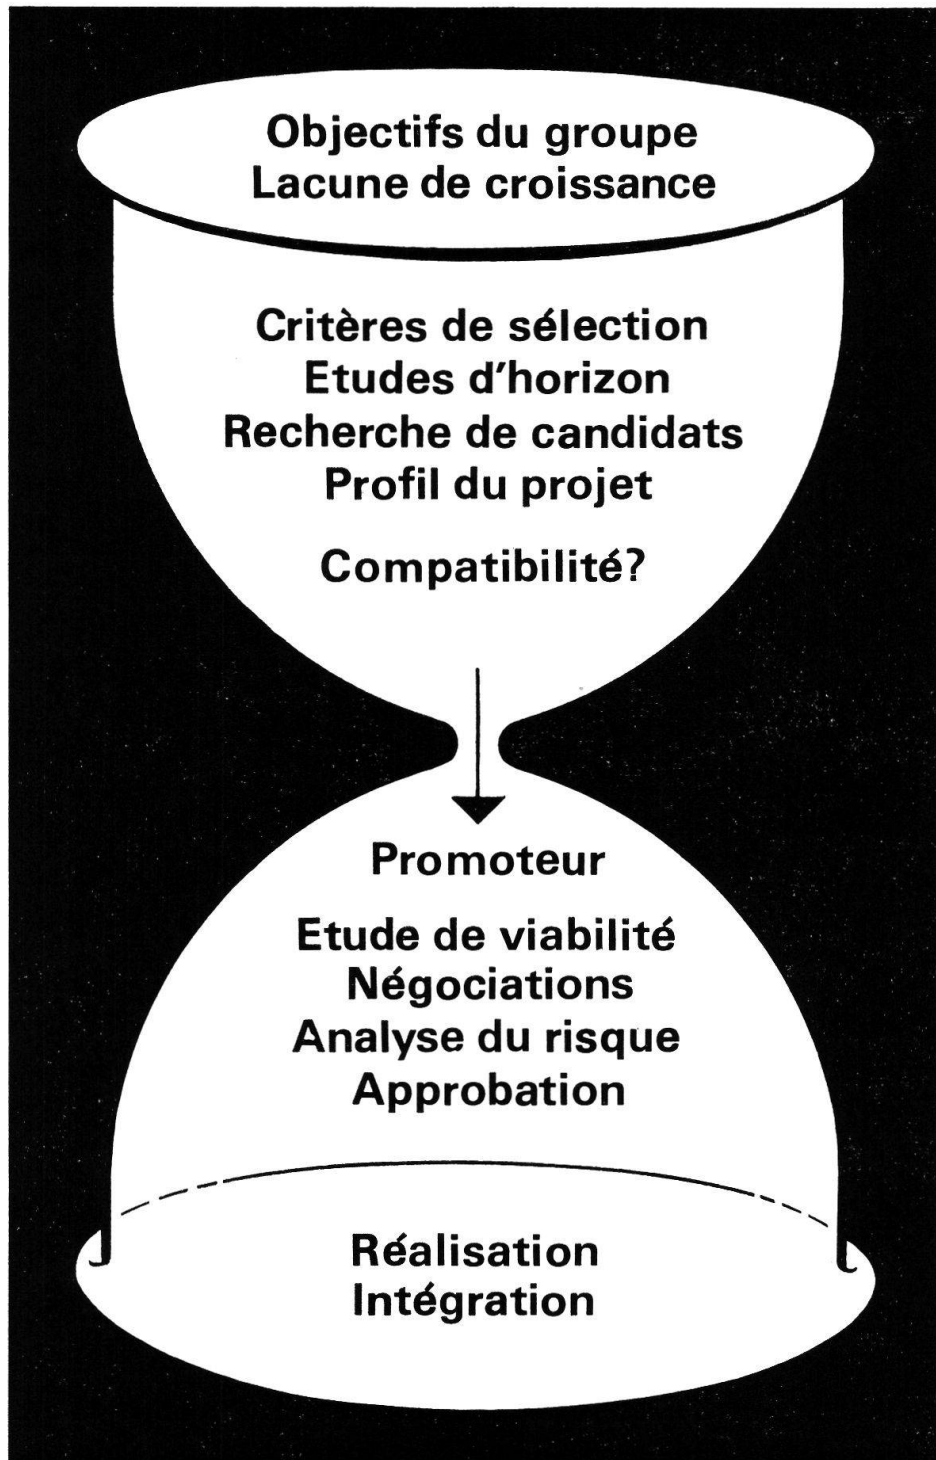 Objectifs du groupe
Lacune de croissance
Critères de sélection
Etudes d'horizon
Recherche de candidats
Profil du projet
Compatibilité?
Promoteur
Etude de viabilité
Négociations
Analyse du risque
Approbation
Réalisation
Intégration